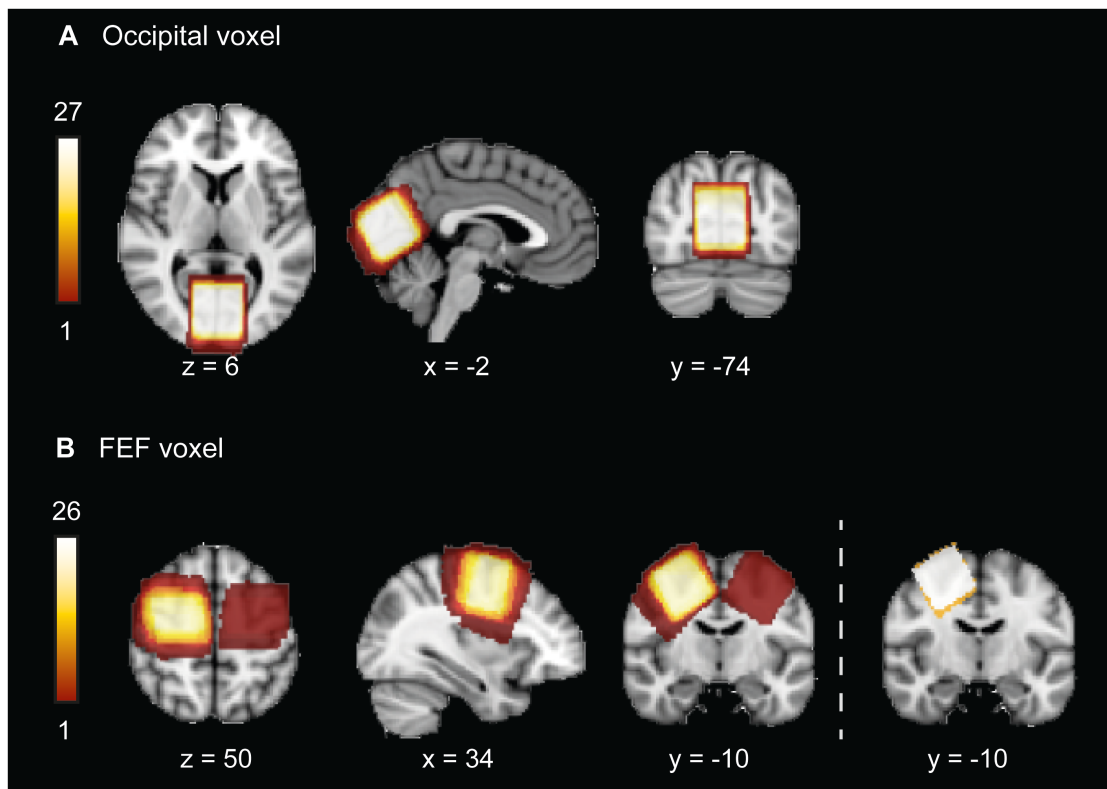 A Occipital voxel
27
1
z = 6
x = -2
y = -74
B FEF voxel
26
1
z = 50
x = 34
y = -10
y = -10